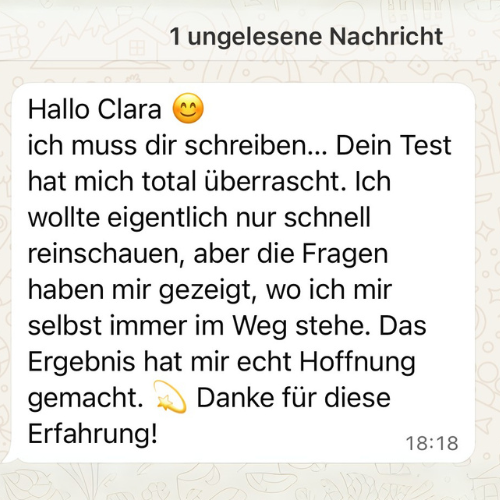 1 ungelesene Nachricht
Hallo Clara 😊
ich muss dir schreiben... Dein Test
hat mich total überrascht. Ich
wollte eigentlich nur schnell
reinschauen, aber die Fragen
haben mir gezeigt, wo ich mir
selbst immer im Weg stehe. Das
Ergebnis hat mir echt Hoffnung
gemacht. 💫 Danke für diese
Erfahrung!
18:18